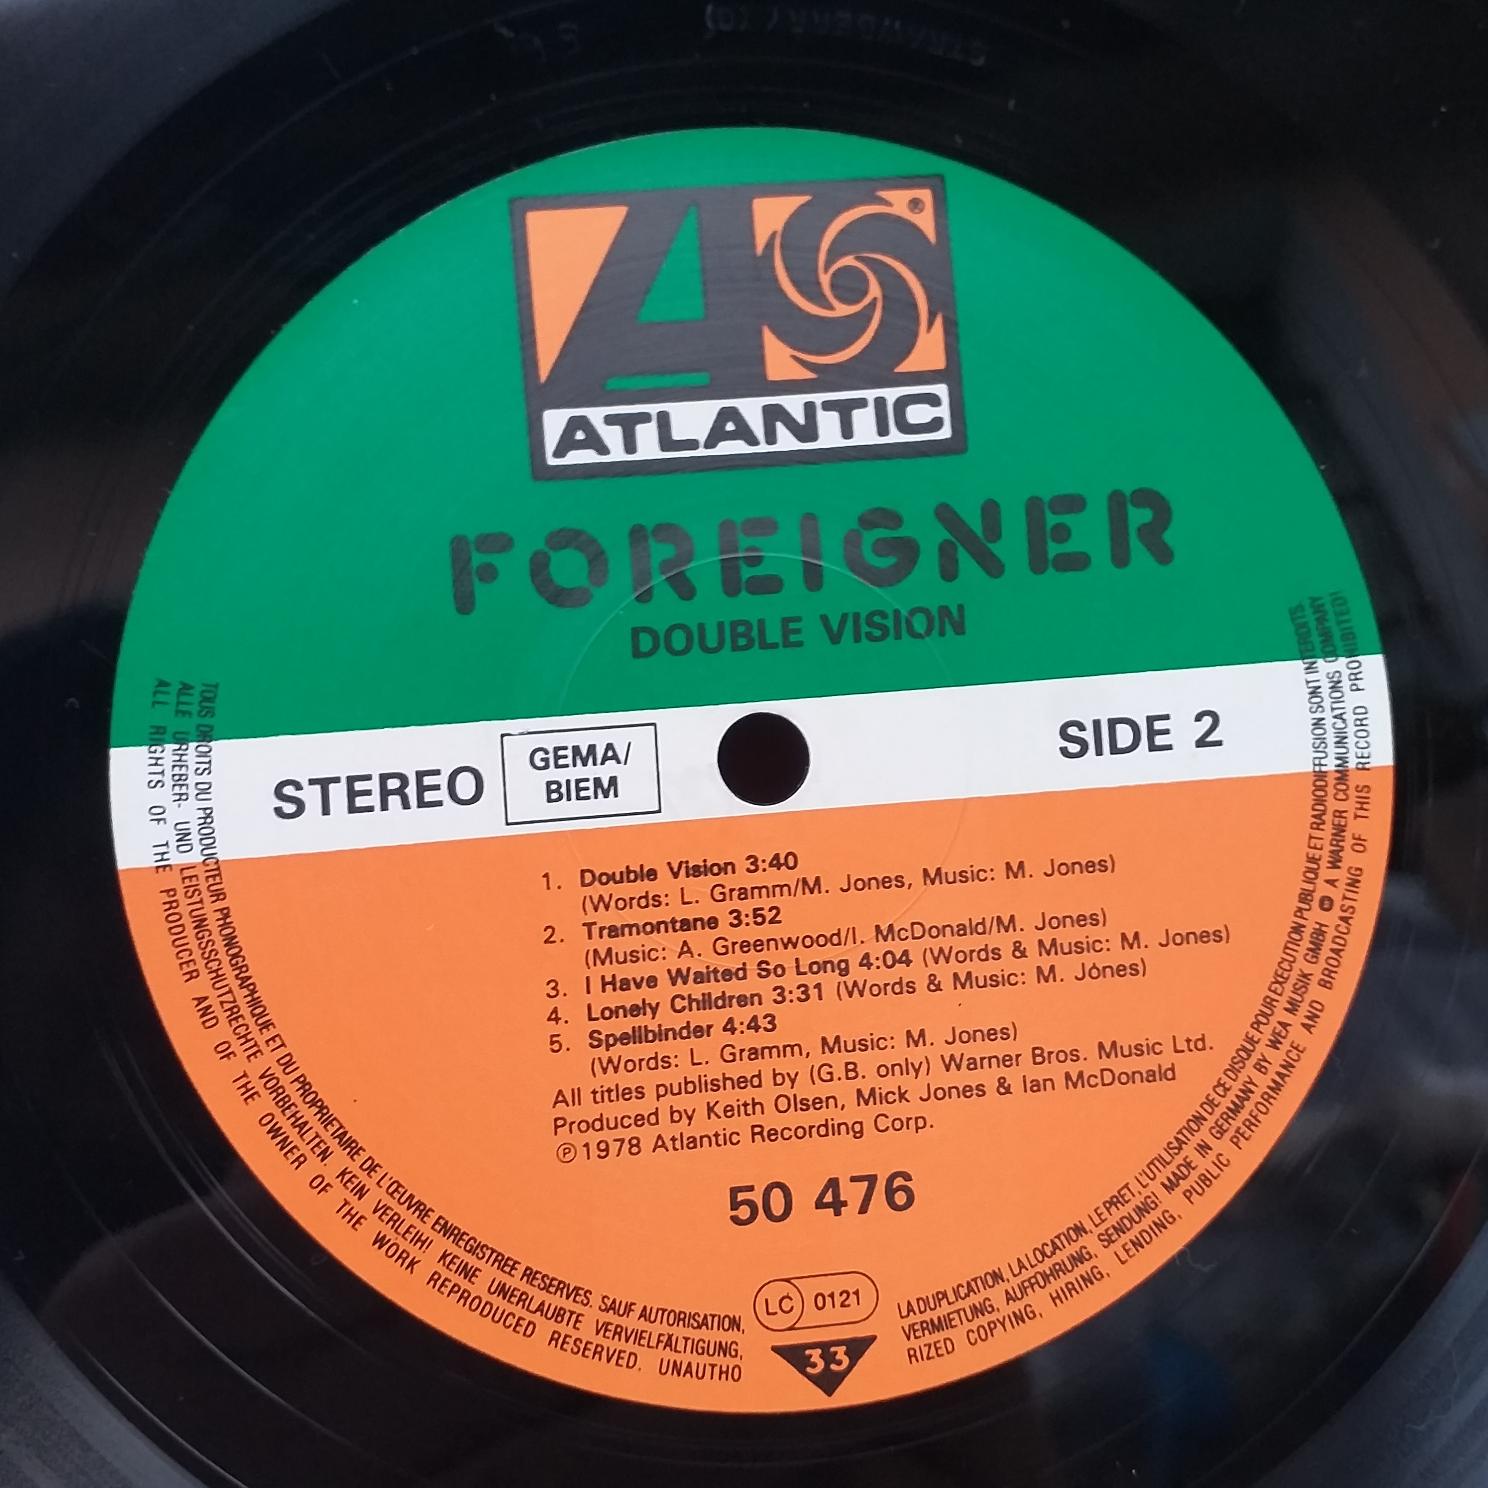 ATLANTIC
FOREIGNER
DOUBLE VISION
STEREO
GEMA/
BIEM
SIDE 2
1. Double Vision 3:40
(Words: L. Gramm/M. Jones, Music: M. Jones)
2. Tramontane 3:52
(Music: A. Greenwood/I. McDonald/M. Jones)
3. I Have Waited So Long 4:04 (Words & Music: M. Jones)
4. Lonely Children 3:31 (Words & Music: M. Jones)
5. Spellbinder 4:43
(Words: L. Gramm, Music: M. Jones)
All titles published by (G.B. only) Warner Bros. Music Ltd.
Produced by Keith Olsen, Mick Jones & Ian McDonald
℗1978 Atlantic Recording Corp.
50 476
LC 0121
33
TOUS DROITS DU PRODUCTEUR PHONOGRAPHIQUE ET DU PROPRIETAIRE DE L'ŒUVRE ENREGISTREE RESERVES. SAUF AUTORISATION, LA DUPLICATION, LA LOCATION, LE PRET, L'UTILISATION DE CE DISQUE POUR EXECUTION PUBLIQUE ET RADIODIFFUSION SONT INTERDITS.
ALLE URHEBER- UND LEISTUNGSSCHUTZRECHTE VORBEHALTEN. KEIN VERLEIH! KEINE UNERLAUBTE VERVIELFÄLTIGUNG, VERMIETUNG, AUFFÜHRUNG, SENDUNG! MADE IN GERMANY BY WEA MUSIK GMBH A WARNER COMMUNICATIONS COMPANY
ALL RIGHTS OF THE PRODUCER AND OF THE OWNER OF THE WORK REPRODUCED RESERVED. UNAUTHORIZED COPYING, HIRING, LENDING, PUBLIC PERFORMANCE AND BROADCASTING OF THIS RECORD PROHIBITED!